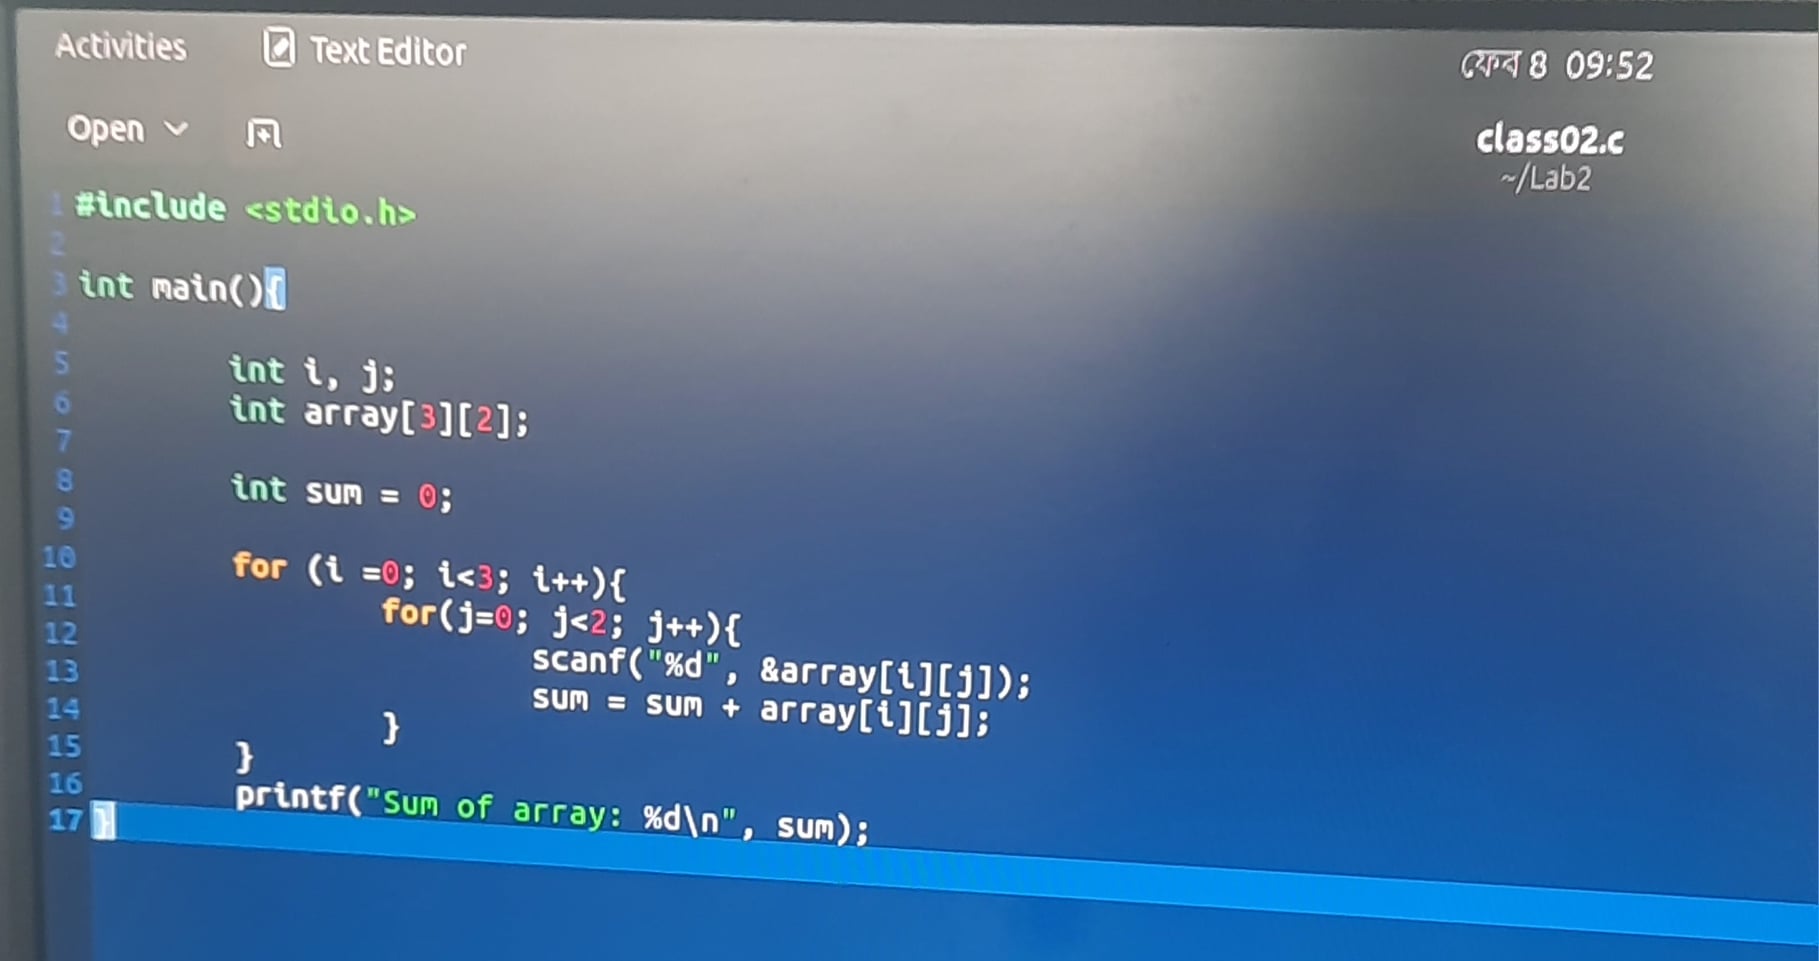 Activities Text Editor ফেব 8 09:52
Open class02.c
~/Lab2
1 #include <stdio.h>
2
3 int main(){
4
5 int i, j;
6 int array[3][2];
7
8 int sum = 0;
9
10 for (i =0; i<3; i++){
11 for(j=0; j<2; j++){
12 scanf("%d", &array[i][j]);
13 sum = sum + array[i][j];
14 }
15 }
16 printf("Sum of array: %d\n", sum);
17 }